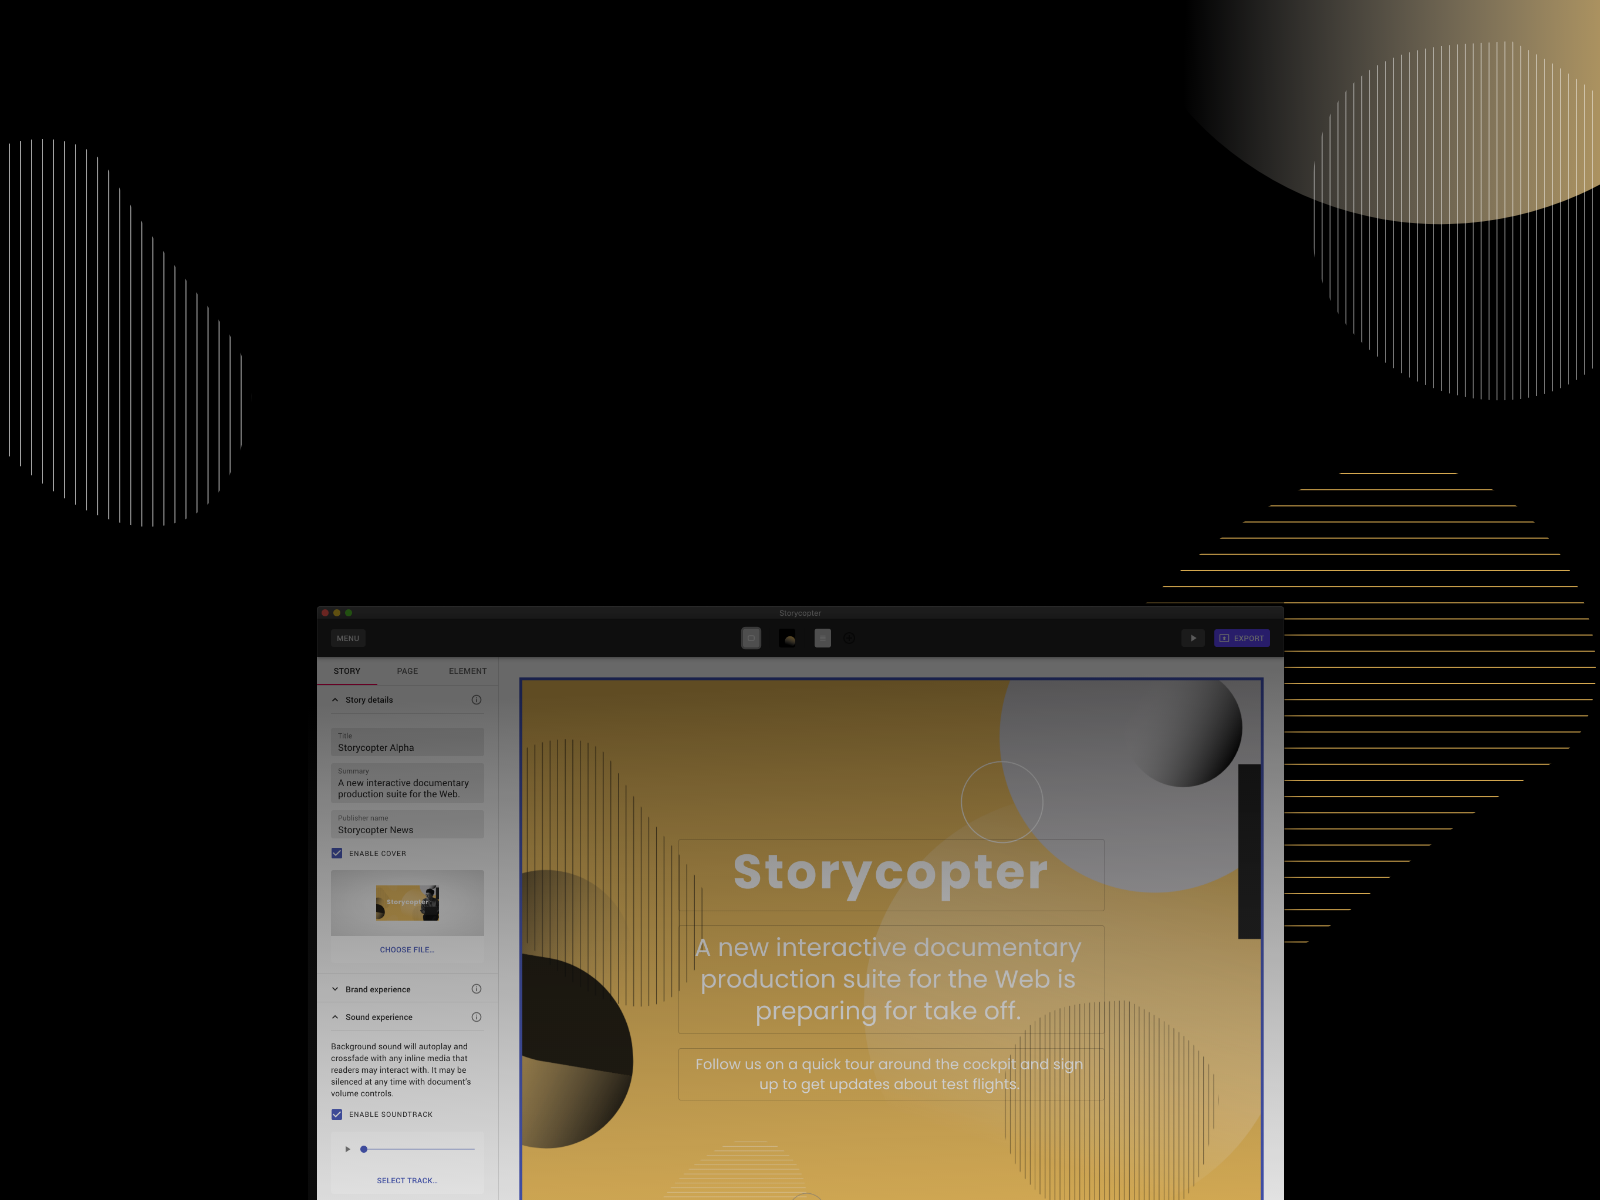 Storycopter
MENU
EXPORT
STORY PAGE ELEMENT
Story details
Title
Storycopter Alpha
Summary
A new interactive documentary
production suite for the Web.
Publisher name
Storycopter News
ENABLE COVER
Storycopter
CHOOSE FILE...
Brand experience
Sound experience
Background sound will autoplay and
crossfade with any inline media that
readers may interact with. It may be
silenced at any time with document's
volume controls.
ENABLE SOUNDTRACK
SELECT TRACK...
Storycopter
A new interactive documentary
production suite for the Web is
preparing for take off.
Follow us on a quick tour around the cockpit and sign
up to get updates about test flights.